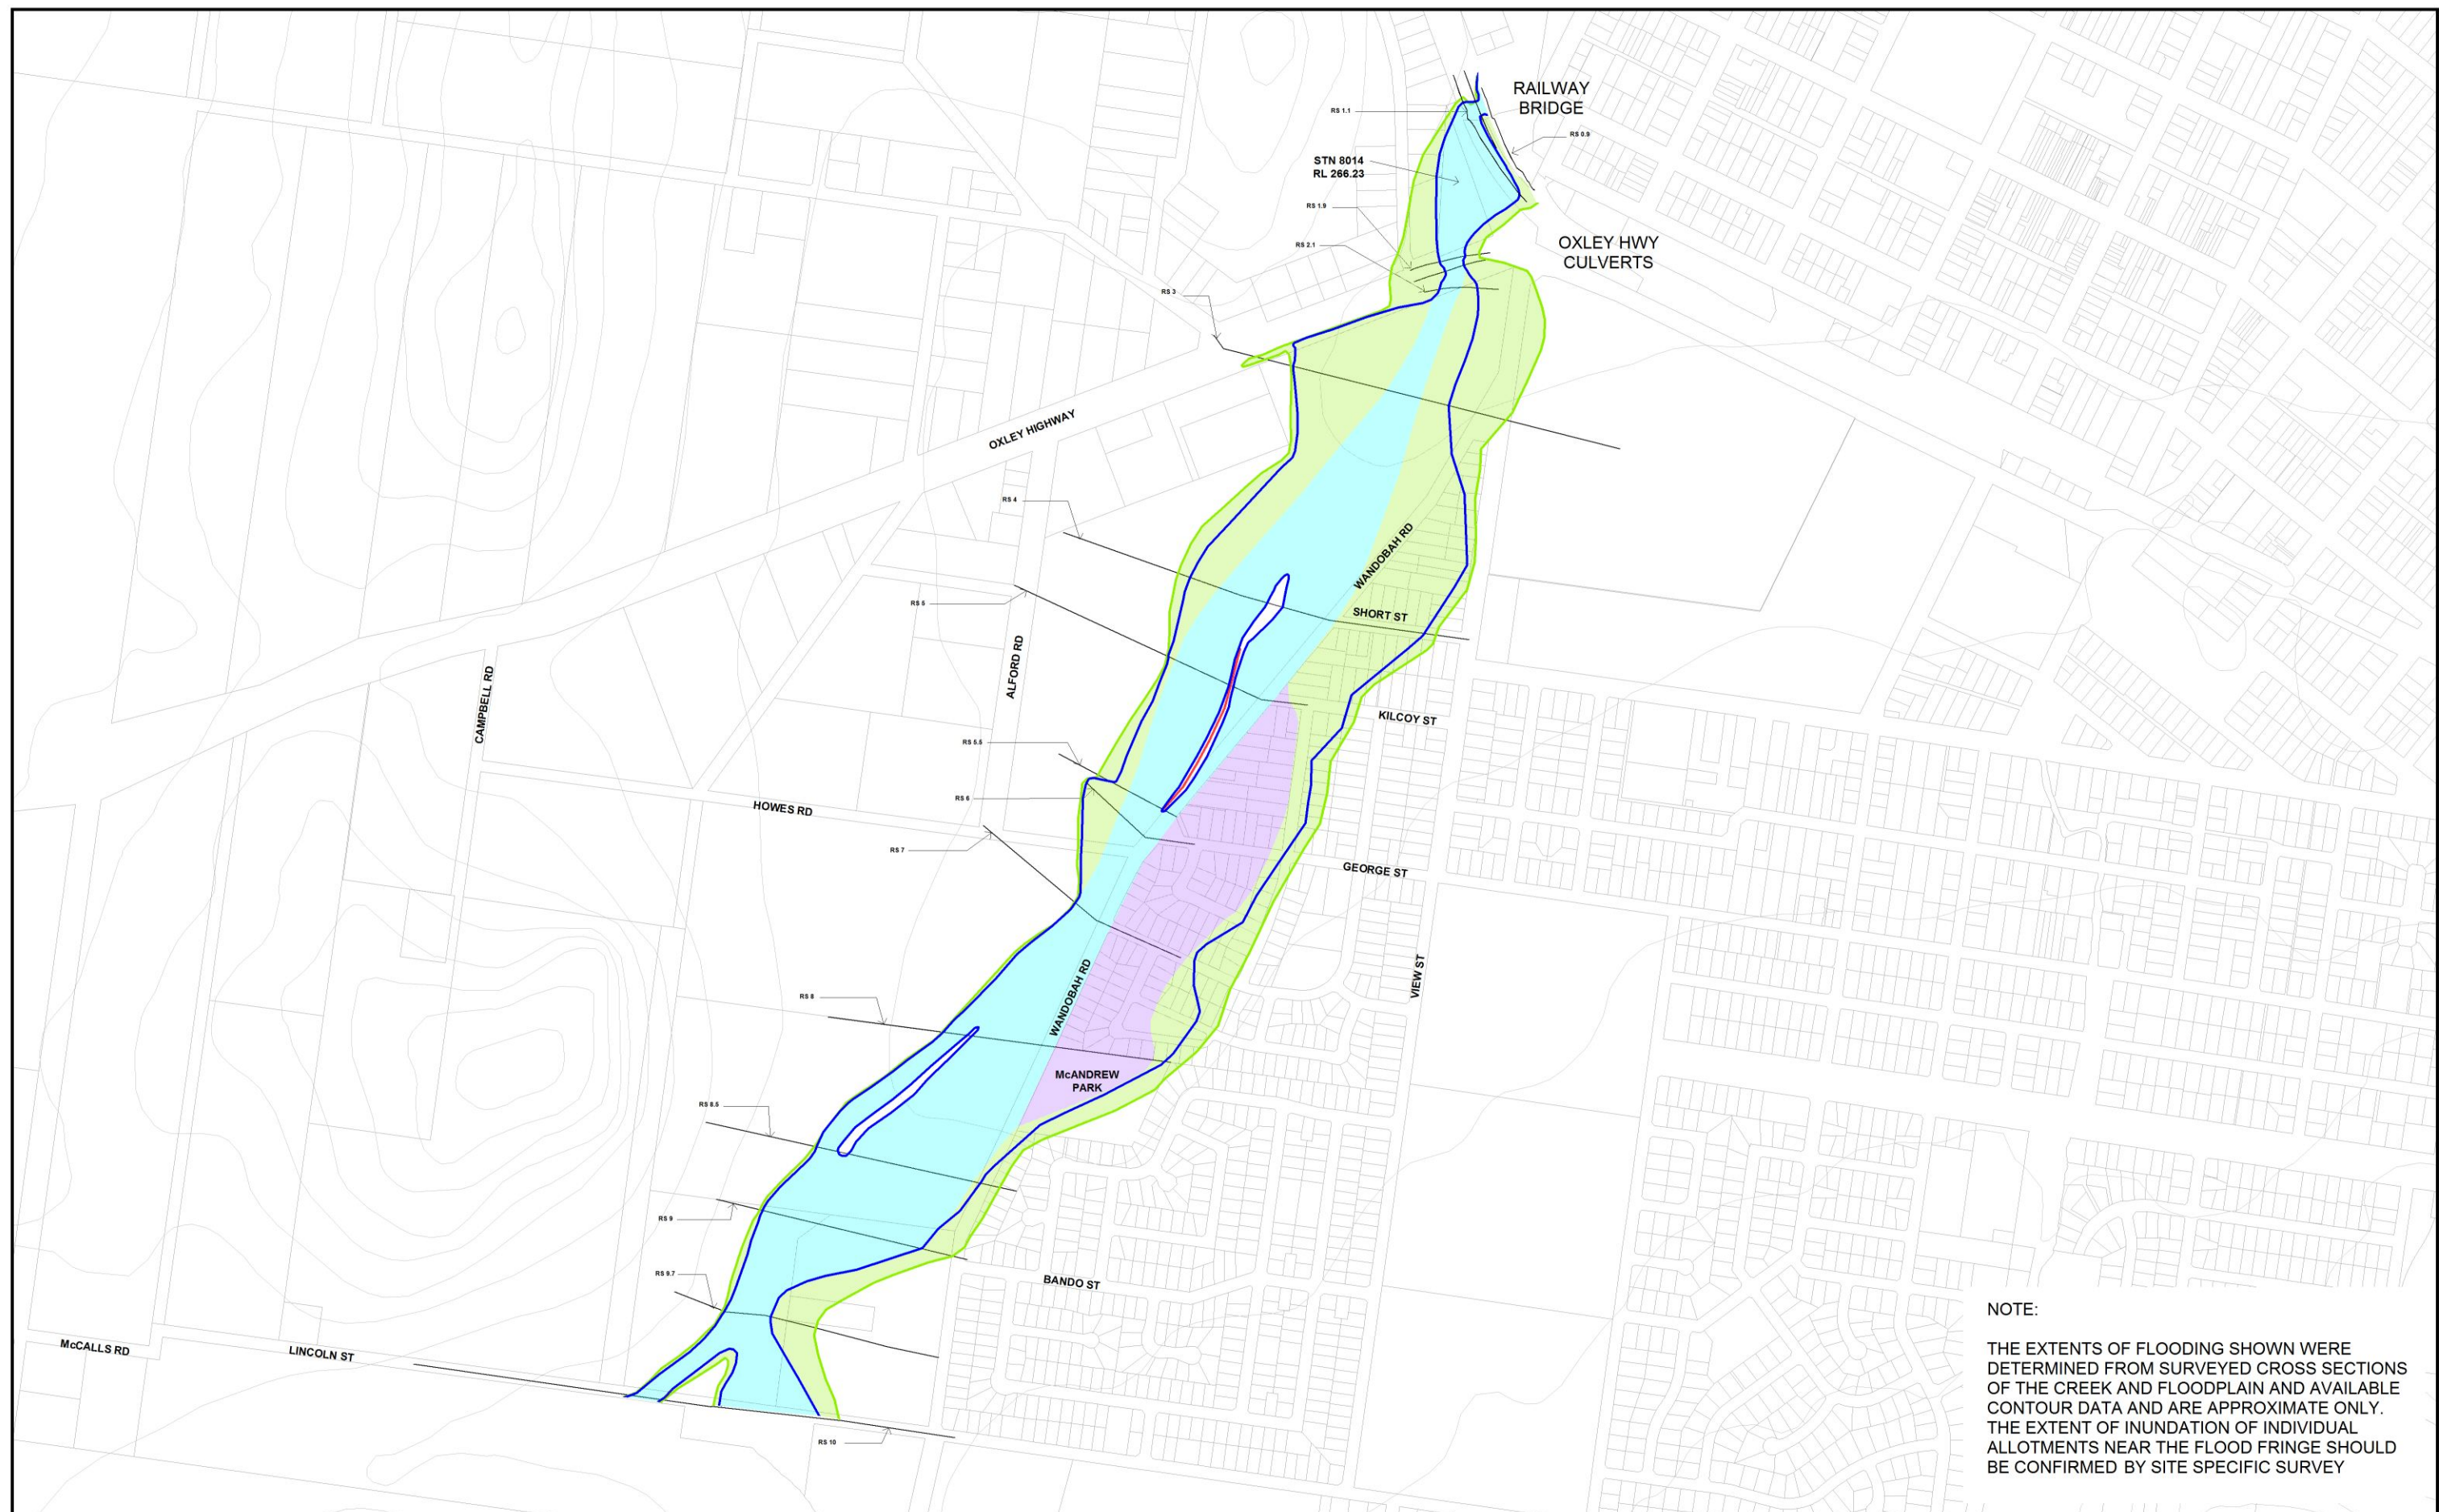 RAILWAY
BRIDGE
RS 1.1
RS 0.9
STN 8014
RL 266.23
RS 1.9
RS 2.1
OXLEY HWY
CULVERTS
RS 3
OXLEY HIGHWAY
RS 4
WANDOBAH RD
RS 5
SHORT ST
ALFORD RD
CAMPBELL RD
KILCOY ST
RS 5.5
RS 6
HOWES RD
RS 7
GEORGE ST
VIEW ST
WANDOBAH RD
RS 8
McANDREW
PARK
RS 8.5
RS 9
RS 9.7
BANDO ST
McCALLS RD
LINCOLN ST
RS 10
NOTE:
THE EXTENTS OF FLOODING SHOWN WERE
DETERMINED FROM SURVEYED CROSS SECTIONS
OF THE CREEK AND FLOODPLAIN AND AVAILABLE
CONTOUR DATA AND ARE APPROXIMATE ONLY.
THE EXTENT OF INUNDATION OF INDIVIDUAL
ALLOTMENTS NEAR THE FLOOD FRINGE SHOULD
BE CONFIRMED BY SITE SPECIFIC SURVEY